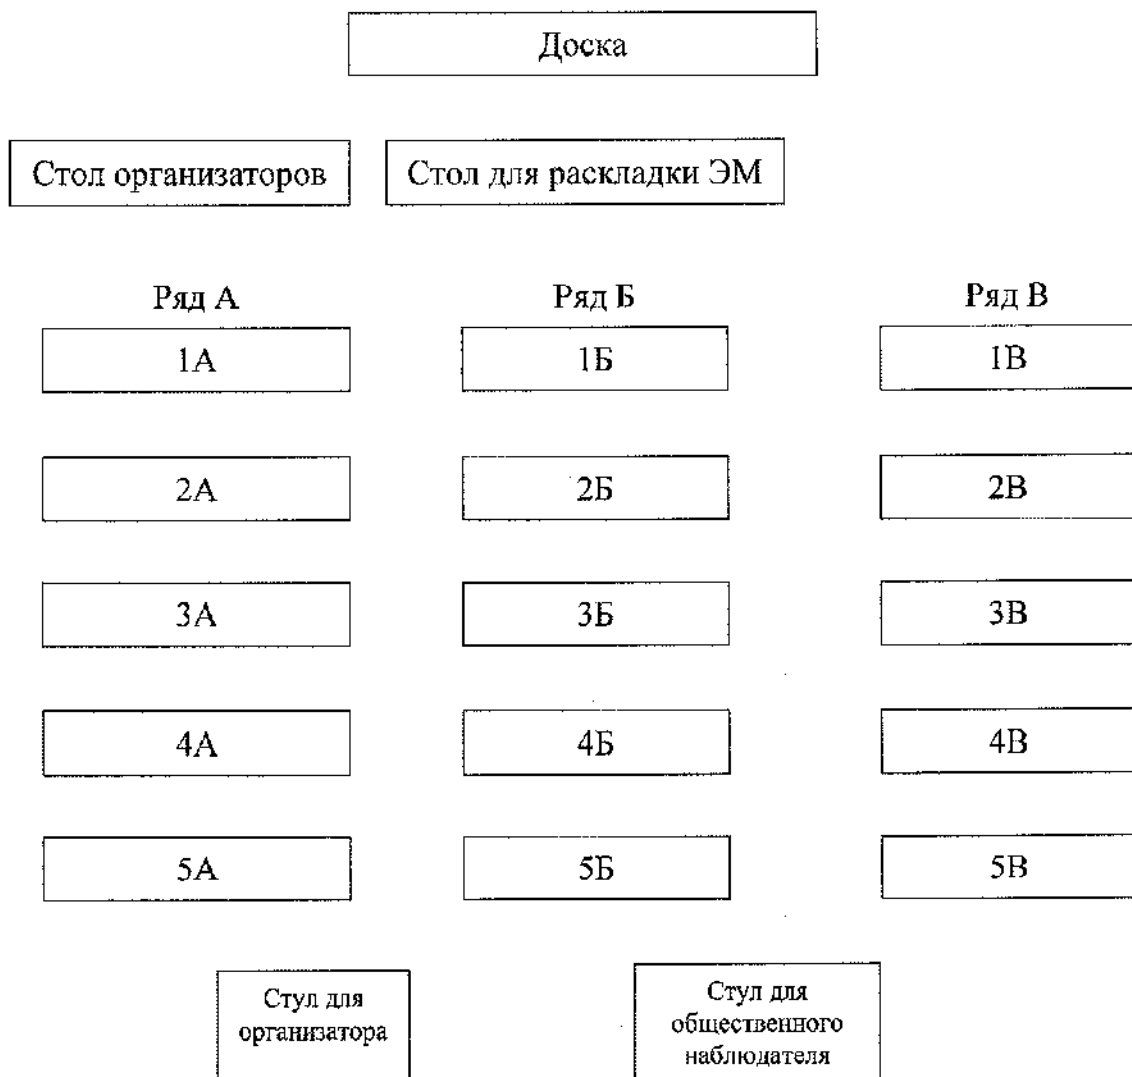 Доска
Стол организаторов
Стол для раскладки ЭМ
Ряд А
Ряд Б
Ряд В
1А
1Б
1В
2А
2Б
2В
3А
3Б
3В
4А
4Б
4В
5А
5Б
5В
Стул для
организатора
Стул для
общественного
наблюдателя